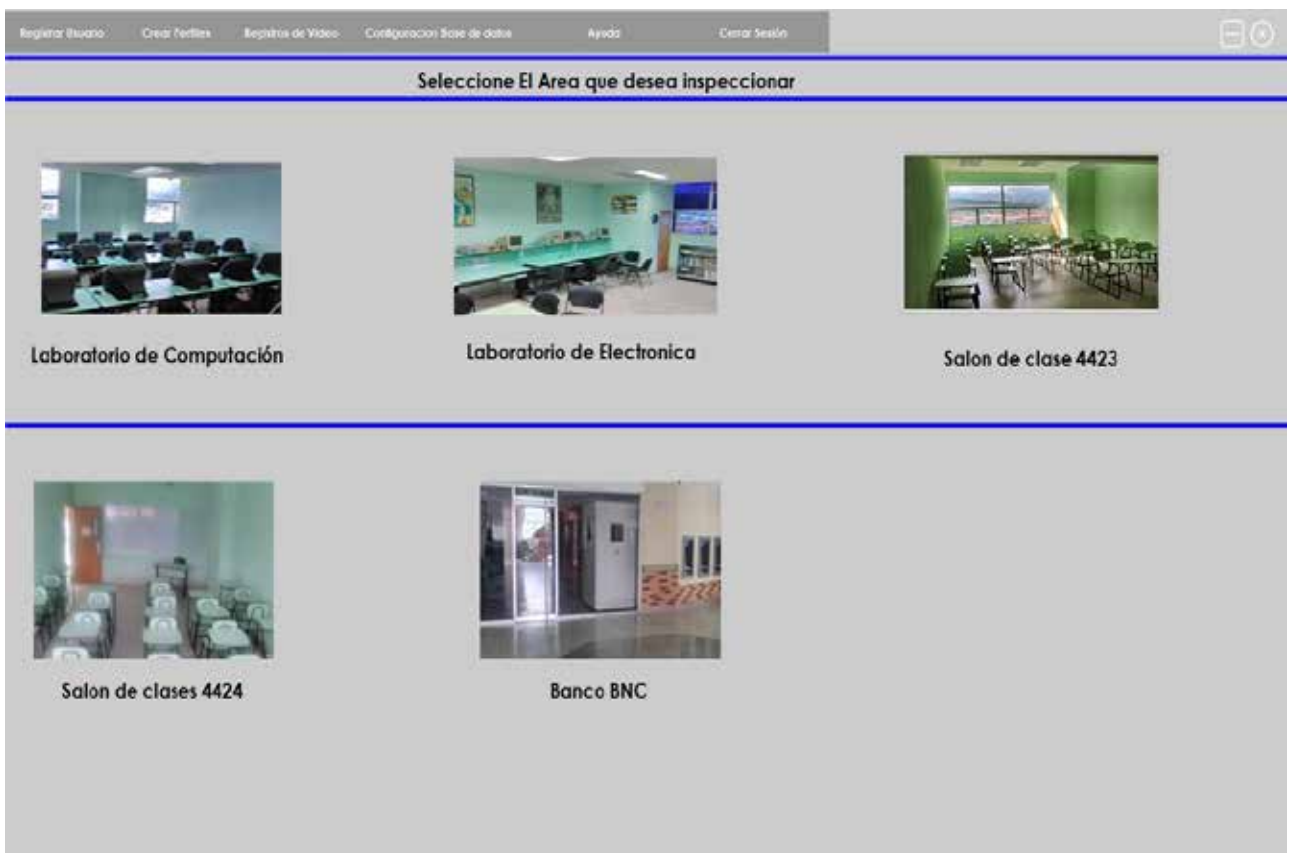 Registrar Usuario Crear Perfiles Registros de Video Configuracion Base de datos Ayuda Cerrar Sesión
Seleccione El Area que desea inspeccionar
Laboratorio de Computación Laboratorio de Electronica Salon de clase 4423
Salon de clases 4424 Banco BNC